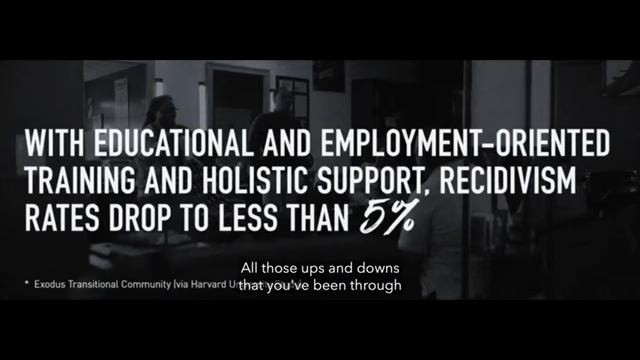 WITH EDUCATIONAL AND EMPLOYMENT-ORIENTED
TRAINING AND HOLISTIC SUPPORT, RECIDIVISM
RATES DROP TO LESS THAN 5%
All those ups and downs
that you've been through
* Exodus Transitional Community (via Harvard